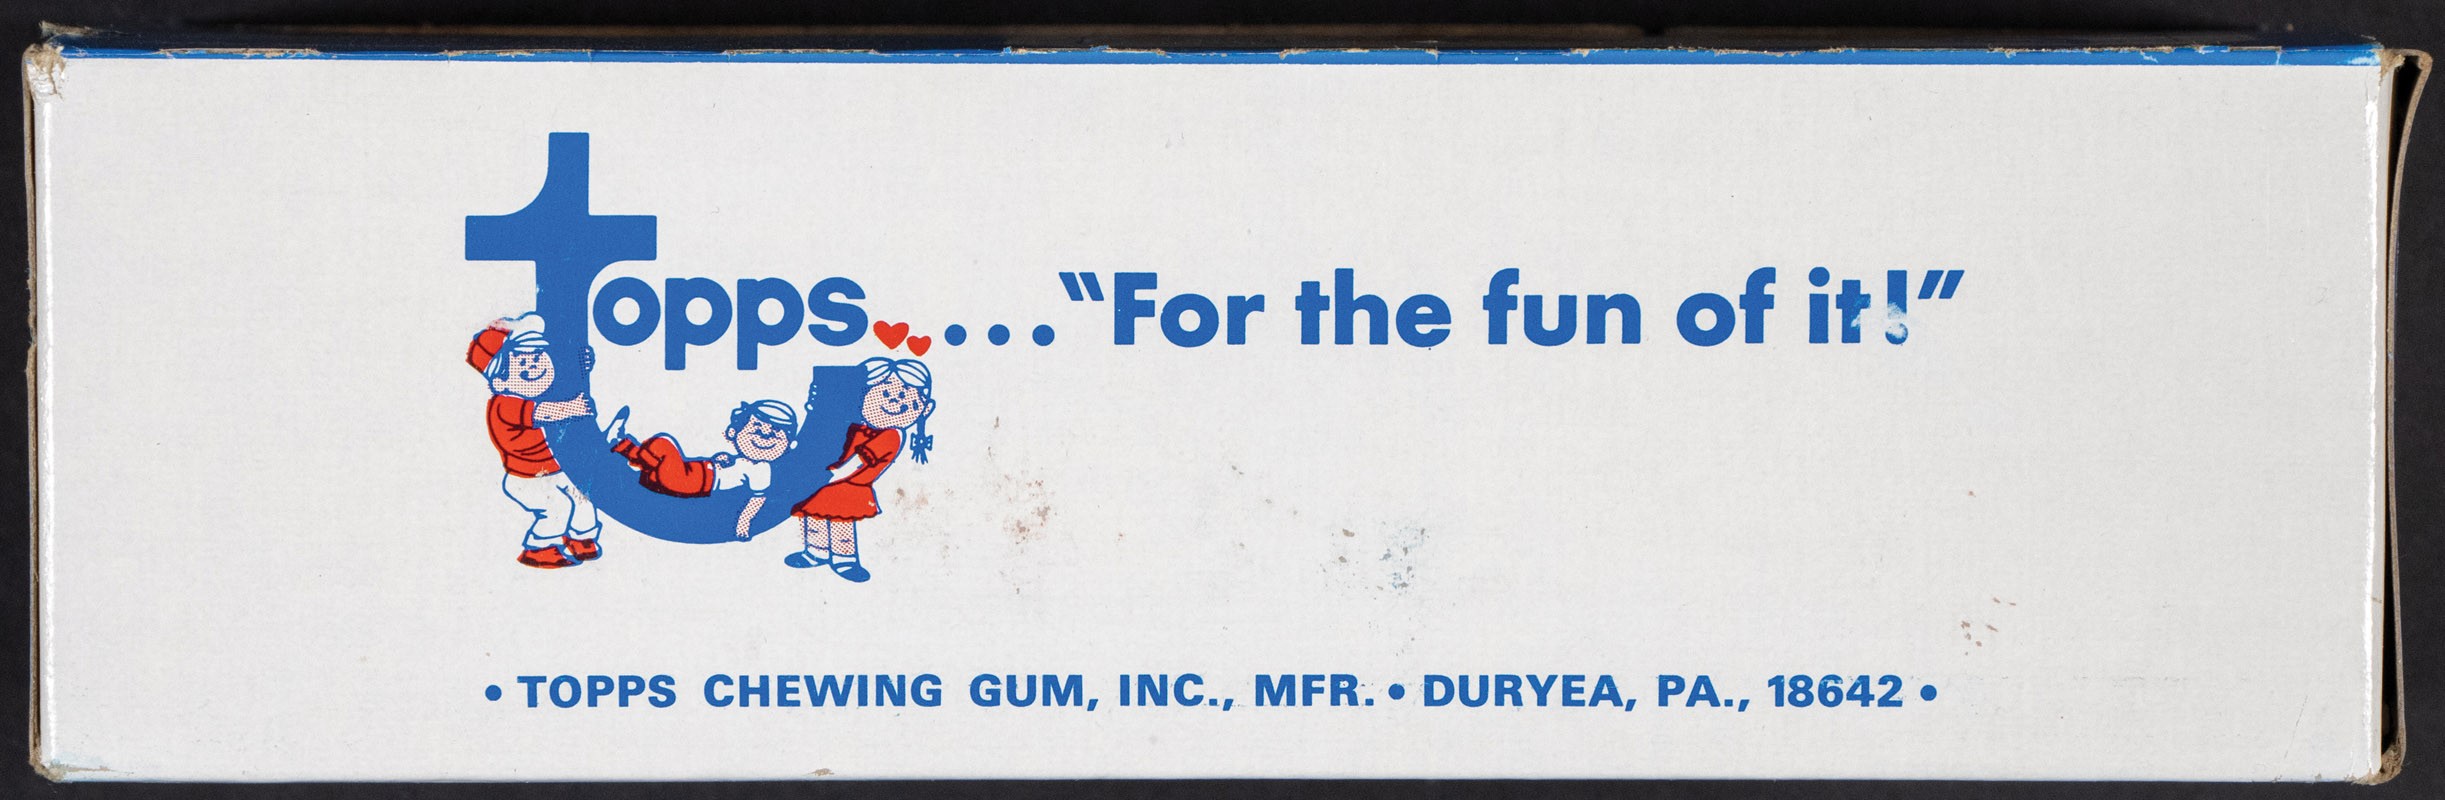 topps...."For the fun of it!"
• TOPPS CHEWING GUM, INC., MFR. • DURYEA, PA., 18642 •